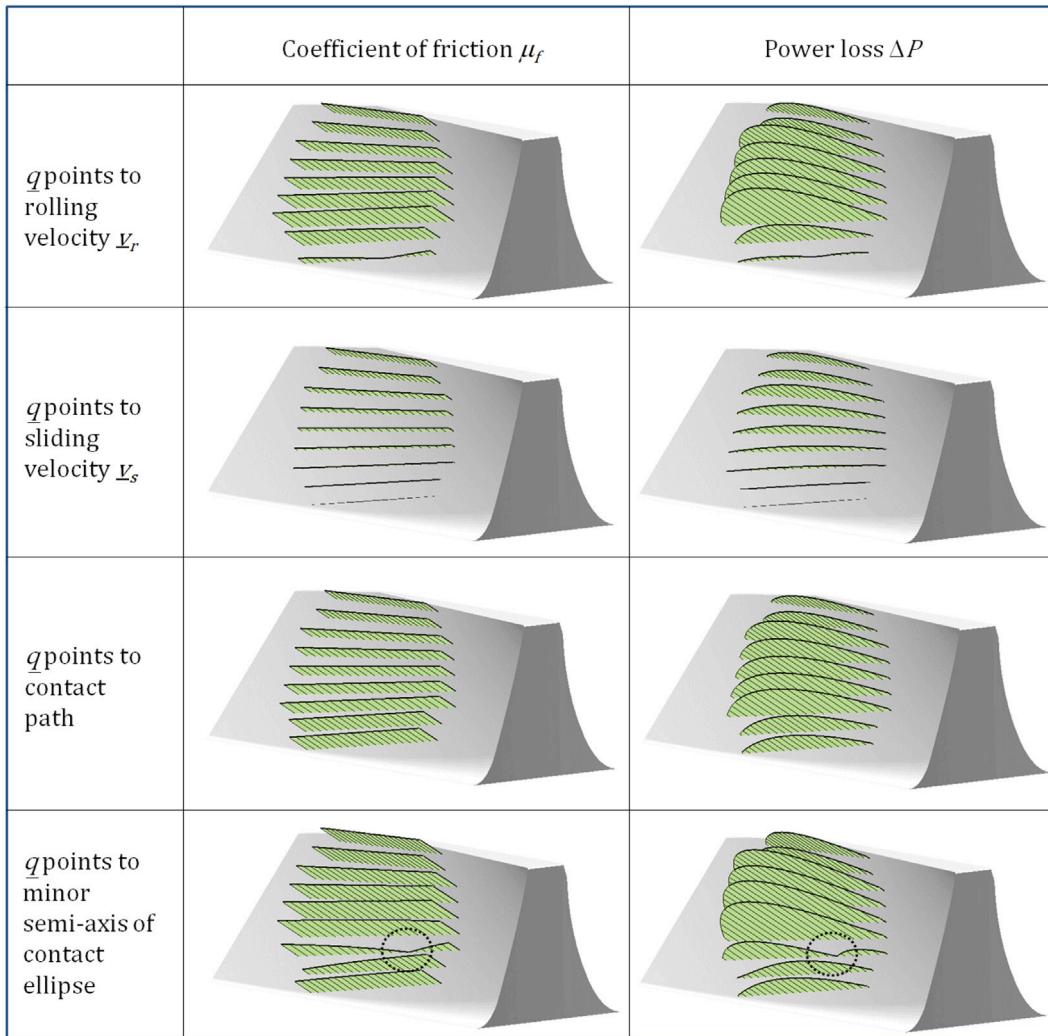 Coefficient of friction μf
Power loss ΔP
q points to
rolling
velocity vr
q points to
sliding
velocity vs
q points to
contact
path
q points to
minor
semi-axis of
contact
ellipse